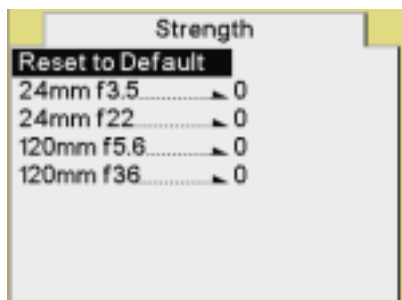 Strength
Reset to Default
24mm f3.5 0
24mm f22 0
120mm f5.6 0
120mm f36 0